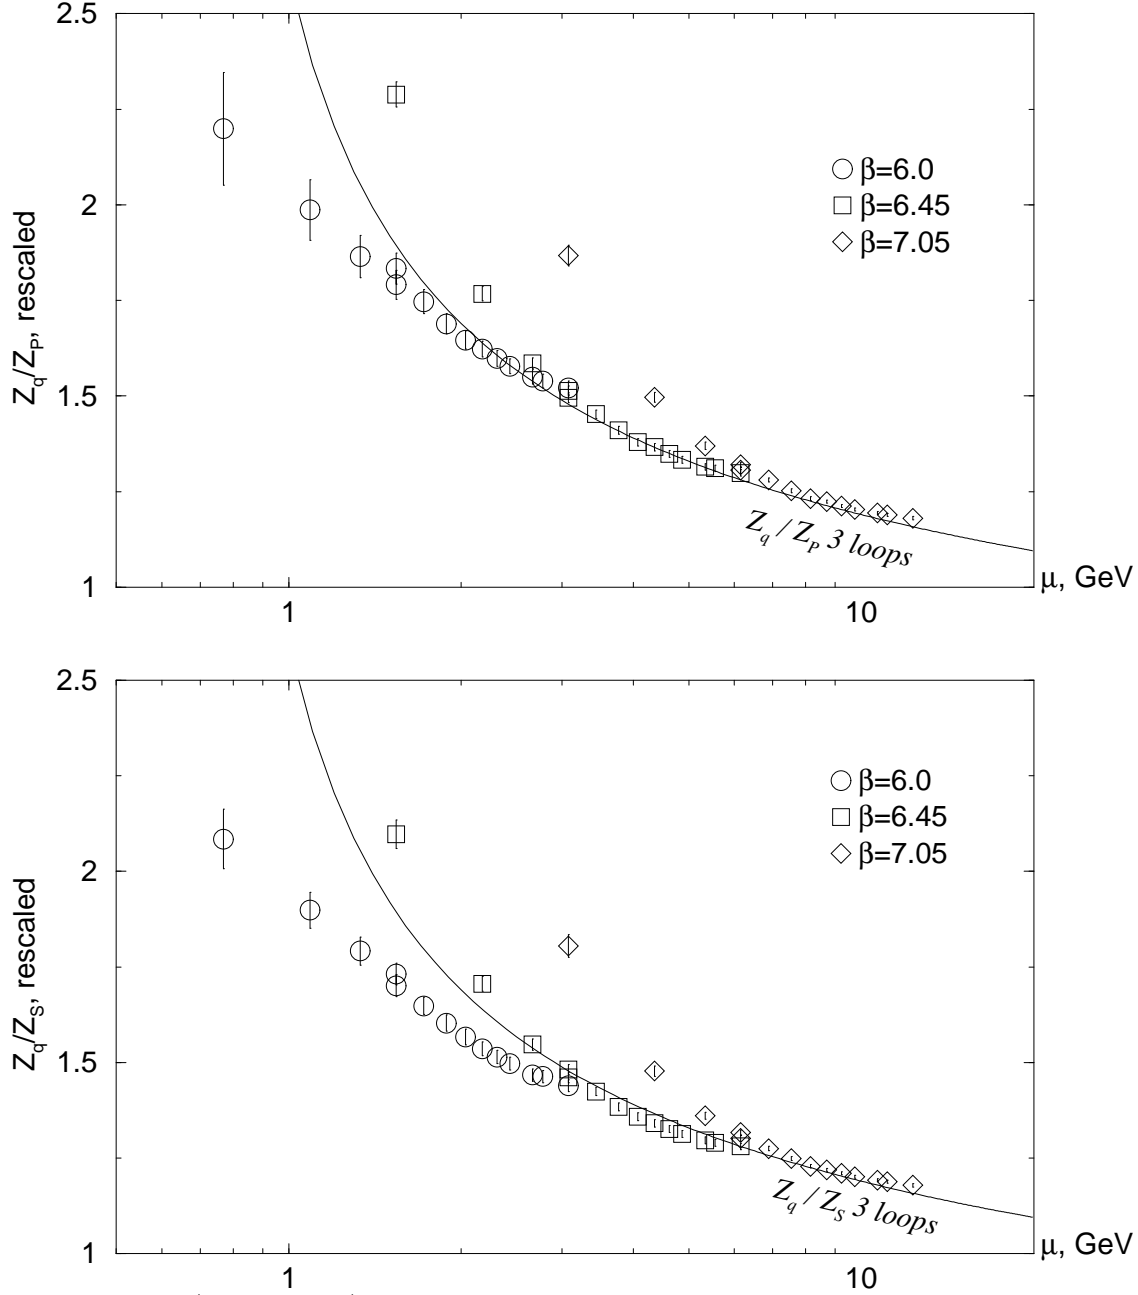 2.5
2
1.5
1
Z_q/Z_P, rescaled
β=6.0
β=6.45
β=7.05
Z_q / Z_P 3 loops
μ, GeV
1
10
2.5
2
1.5
1
Z_q/Z_S, rescaled
β=6.0
β=6.45
β=7.05
Z_q / Z_S 3 loops
μ, GeV
1
10